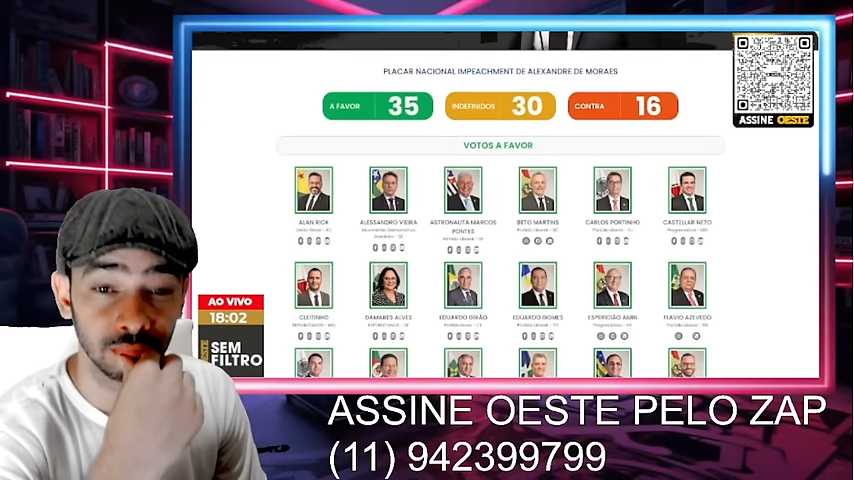 PLACAR NACIONAL IMPEACHMENT DE ALEXANDRE DE MORAES
A FAVOR 35
INDEFINIDOS 30
CONTRA 16
ASSINE OESTE
VOTOS A FAVOR
ALAN RICK
ALESSANDRO VIEIRA
ASTRONAUTA MARCOS
PONTES
BETO MARTINS
CARLOS PORTINHO
CASTELLAR NETO
CLEITINHO
DAMARES ALVES
EDUARDO GIRÃO
EDUARDO GOMES
ESPERIDIÃO AMIN
FLAVIO AZEVEDO
AO VIVO
18:02
OESTE
SEM
FILTRO
ASSINE OESTE PELO ZAP
(11) 942399799